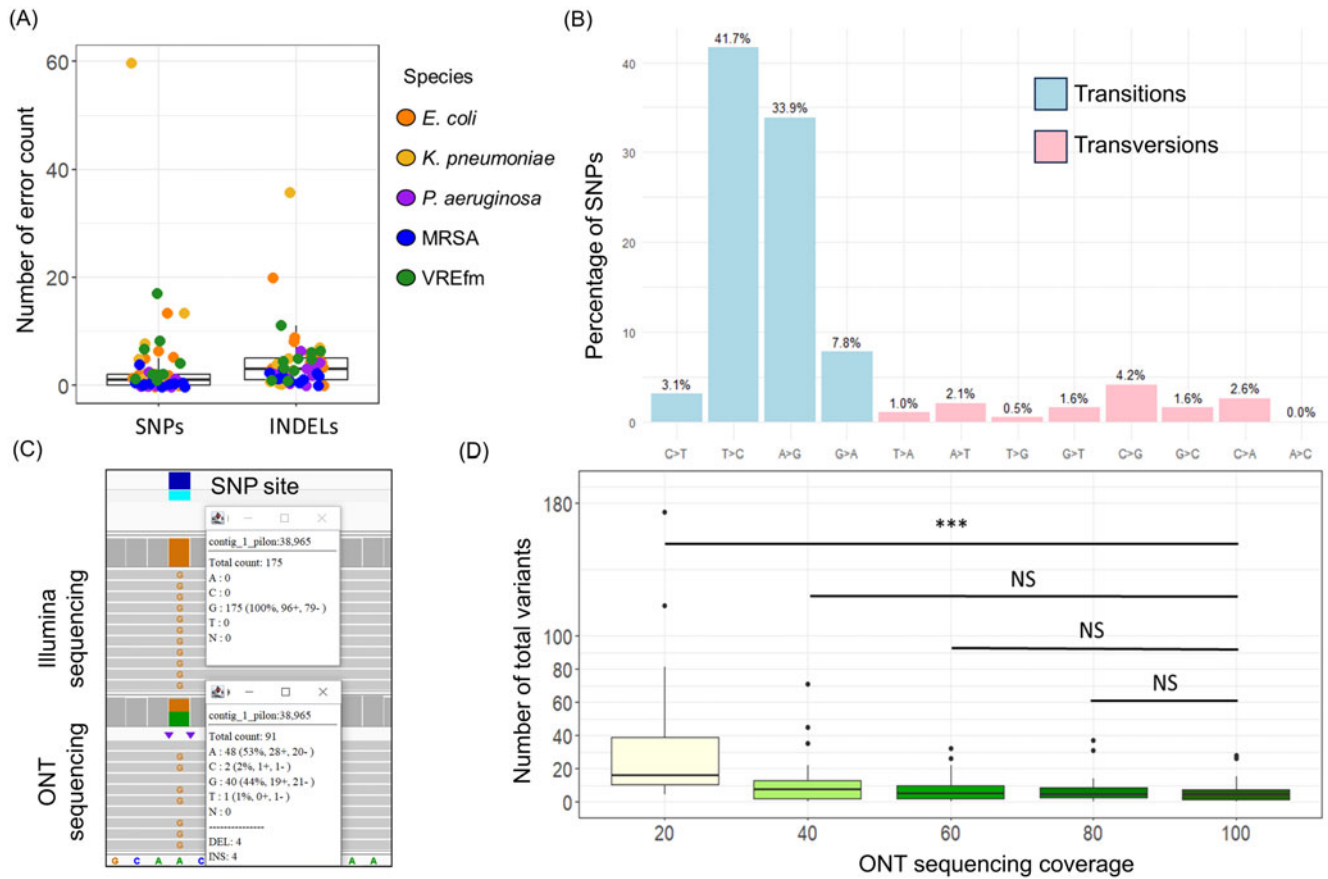 (A)
Number of error count
60
40
20
0
SNPs INDELs
Species
E. coli
K. pneumoniae
P. aeruginosa
MRSA
VREfm
(B)
Percentage of SNPs
40
30
20
10
0
3.1%
41.7%
33.9%
7.8%
1.0%
2.1%
0.5%
1.6%
4.2%
1.6%
2.6%
0.0%
C>T T>C A>G G>A T>A A>T T>G G>T C>G G>C C>A A>C
Transitions
Transversions
(C)
SNP site
Illumina sequencing
contig_1_pilon:38,965
Total count: 175
A : 0
C : 0
G : 175 (100%, 96+, 79- )
T : 0
N : 0
G
G
G
G
G
G
G
G
G
G
G
ONT sequencing
contig_1_pilon:38,965
Total count: 91
A : 48 (53%, 28+, 20- )
C : 2 (2%, 1+, 1- )
G : 40 (44%, 19+, 21- )
T : 1 (1%, 0+, 1- )
N : 0
---------------
DEL: 4
INS: 4
G
G
G
G
G
G
G
G C A A C A A
(D)
Number of total variants
180
100
80
60
40
20
0
***
NS
NS
NS
20 40 60 80 100
ONT sequencing coverage